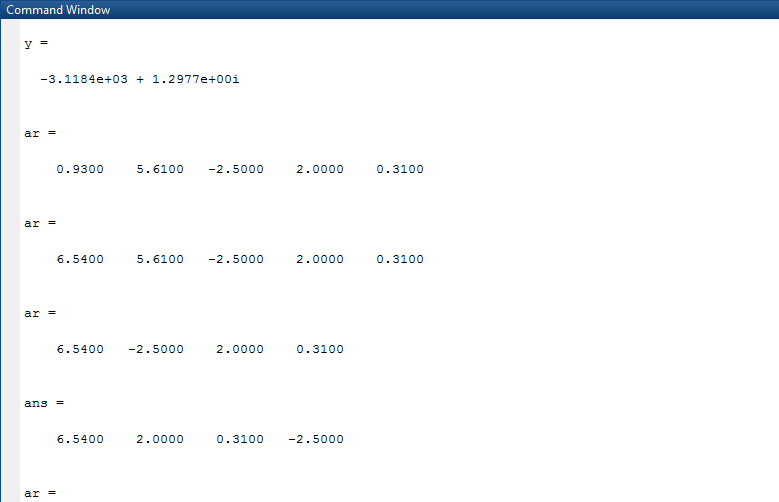 Command Window
y =
-3.1184e+03 + 1.2977e+00i
ar =
0.9300 5.6100 -2.5000 2.0000 0.3100
ar =
6.5400 5.6100 -2.5000 2.0000 0.3100
ar =
6.5400 -2.5000 2.0000 0.3100
ans =
6.5400 2.0000 0.3100 -2.5000
ar =